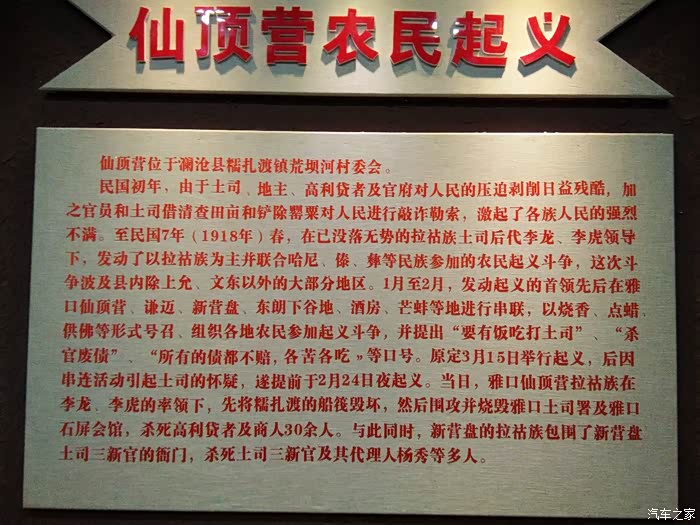 仙顶营农民起义
仙顶营位于澜沧县糯扎渡镇荒坝河村委会。
民国初年，由于土司、地主、高利贷者及官府对人民的压迫剥削日益残酷，加
之官员和土司借清查田亩和铲除罂粟对人民进行敲诈勒索，激起了各族人民的强烈
不满。至民国7年（1918年）春，在已没落无势的拉祜族土司后代李龙、李虎领导
下，发动了以拉祜族为主并联合哈尼、傣、彝等民族参加的农民起义斗争，这次斗
争波及县内除上允、文东以外的大部分地区。1月至2月，发动起义的首领先后在雅
口仙顶营、谦迈、新营盘、东朗下谷地、酒房、芒蚌等地进行串联，以烧香、点蜡、
供佛等形式号召、组织各地农民参加起义斗争，并提出“要有饭吃打土司”、“杀
官废债”、“所有的债都不赔，各苦各吃”等口号。原定3月15日举行起义，后因
串连活动引起土司的怀疑，遂提前于2月24日夜起义。当日，雅口仙顶营拉祜族在
李龙、李虎的率领下，先将糯扎渡的船筏毁坏，然后围攻并烧毁雅口土司署及雅口
石屏会馆，杀死高利贷者及商人30余人。与此同时，新营盘的拉祜族包围了新营盘
土司三新官的衙门，杀死土司三新官及其代理人杨秀等多人。
汽车之家